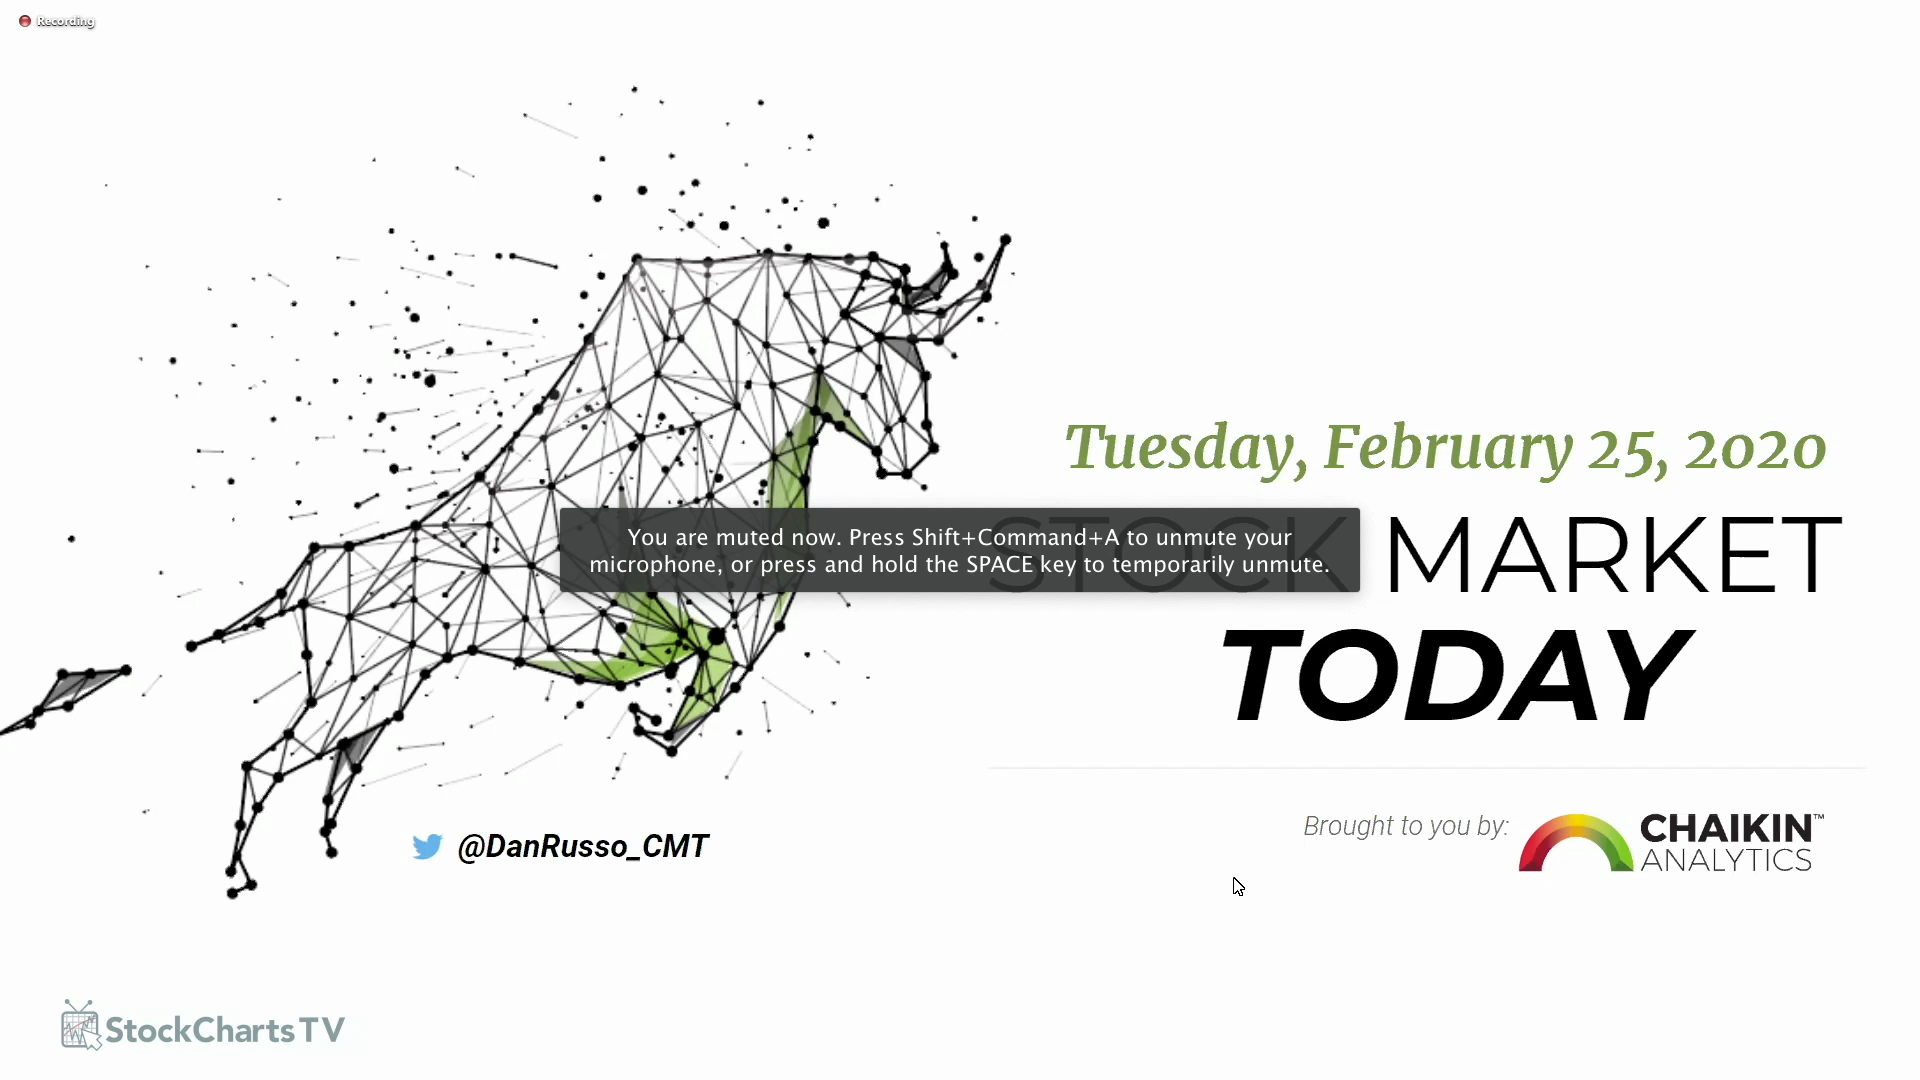 Recording
Tuesday, February 25, 2020
STOCK MARKET
You are muted now. Press Shift+Command+A to unmute your
microphone, or press and hold the SPACE key to temporarily unmute.
TODAY
Brought to you by:
CHAIKIN™
ANALYTICS
@DanRusso_CMT
StockChartsTV